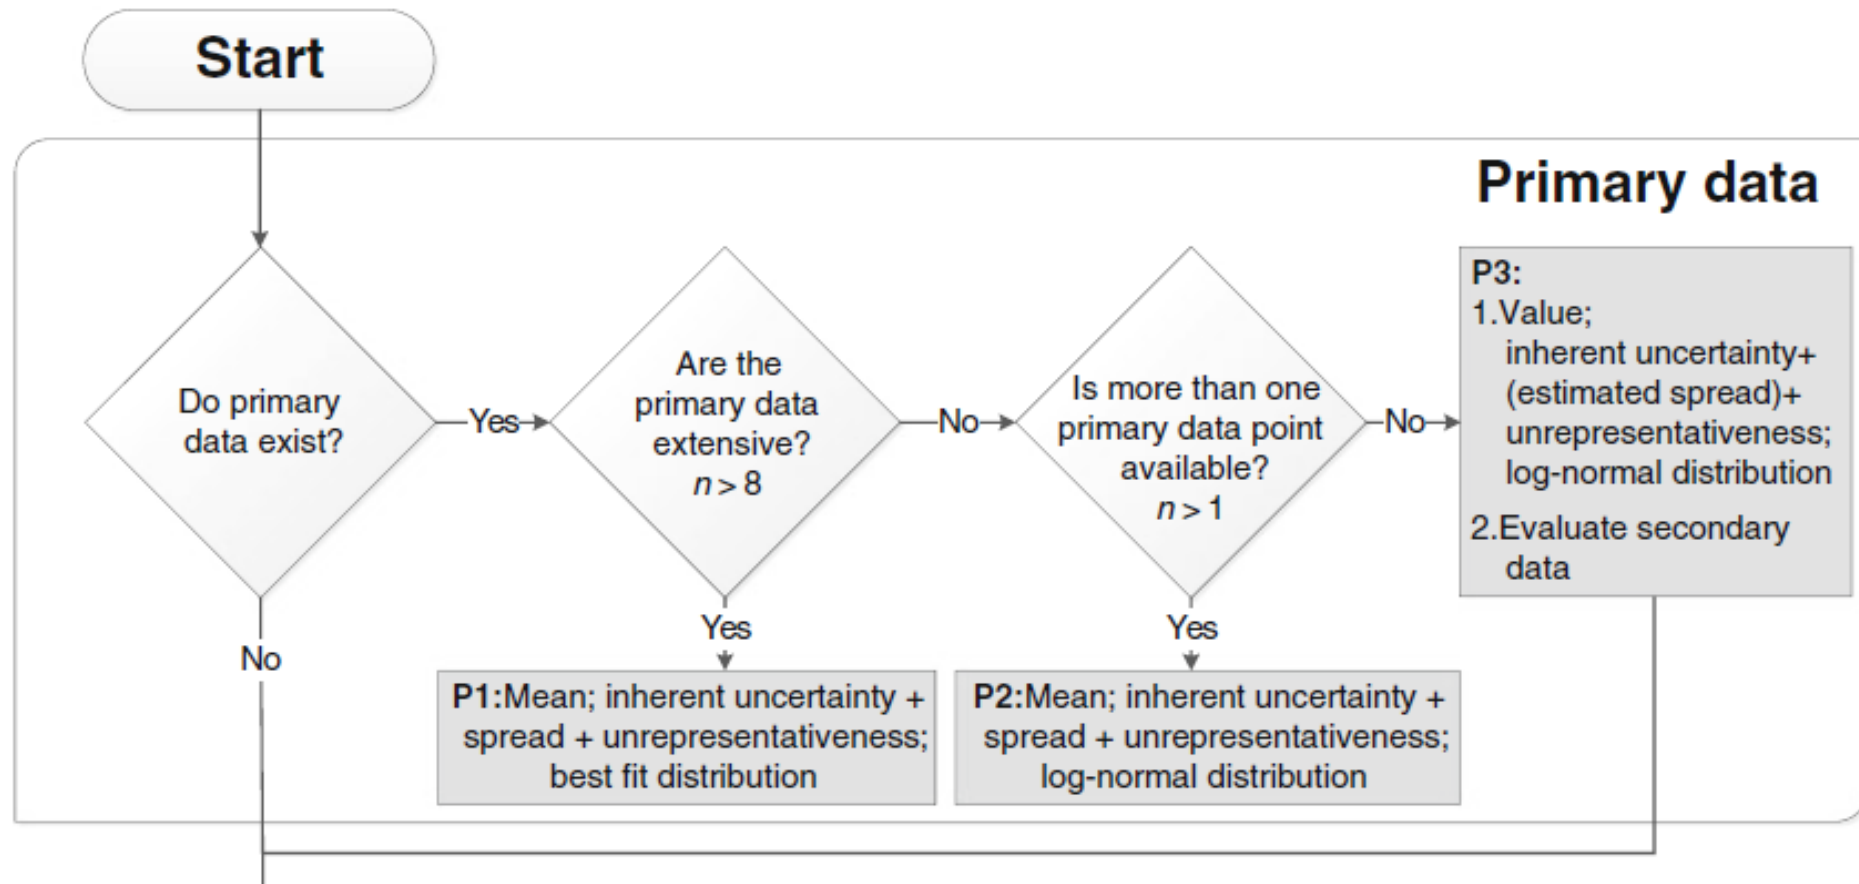 Start
Primary data
Do primary
data exist?
Yes
Are the
primary data
extensive?
n > 8
No
Is more than one
primary data point
available?
n > 1
No
P3:
1.Value;
inherent uncertainty+
(estimated spread)+
unrepresentativeness;
log-normal distribution
2.Evaluate secondary
data
No
Yes
Yes
P1:Mean; inherent uncertainty +
spread + unrepresentativeness;
best fit distribution
P2:Mean; inherent uncertainty +
spread + unrepresentativeness;
log-normal distribution